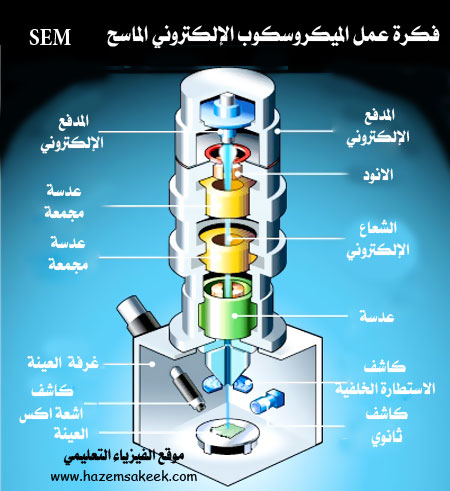 فكرة عمل الميكروسكوب الإلكتروني الماسح SEM
المدفع
الإلكتروني
المدفع
الإلكتروني
الانود
عدسة
مجمعة
الشعاع
الإلكتروني
عدسة
مجمعة
عدسة
غرفة العينة
كاشف
الاستطارة الخلفية
كاشف
اشعة اكس
كاشف
ثانوي
العينة
موقع الفيزياء التعليمي
www.hazemsakeek.com